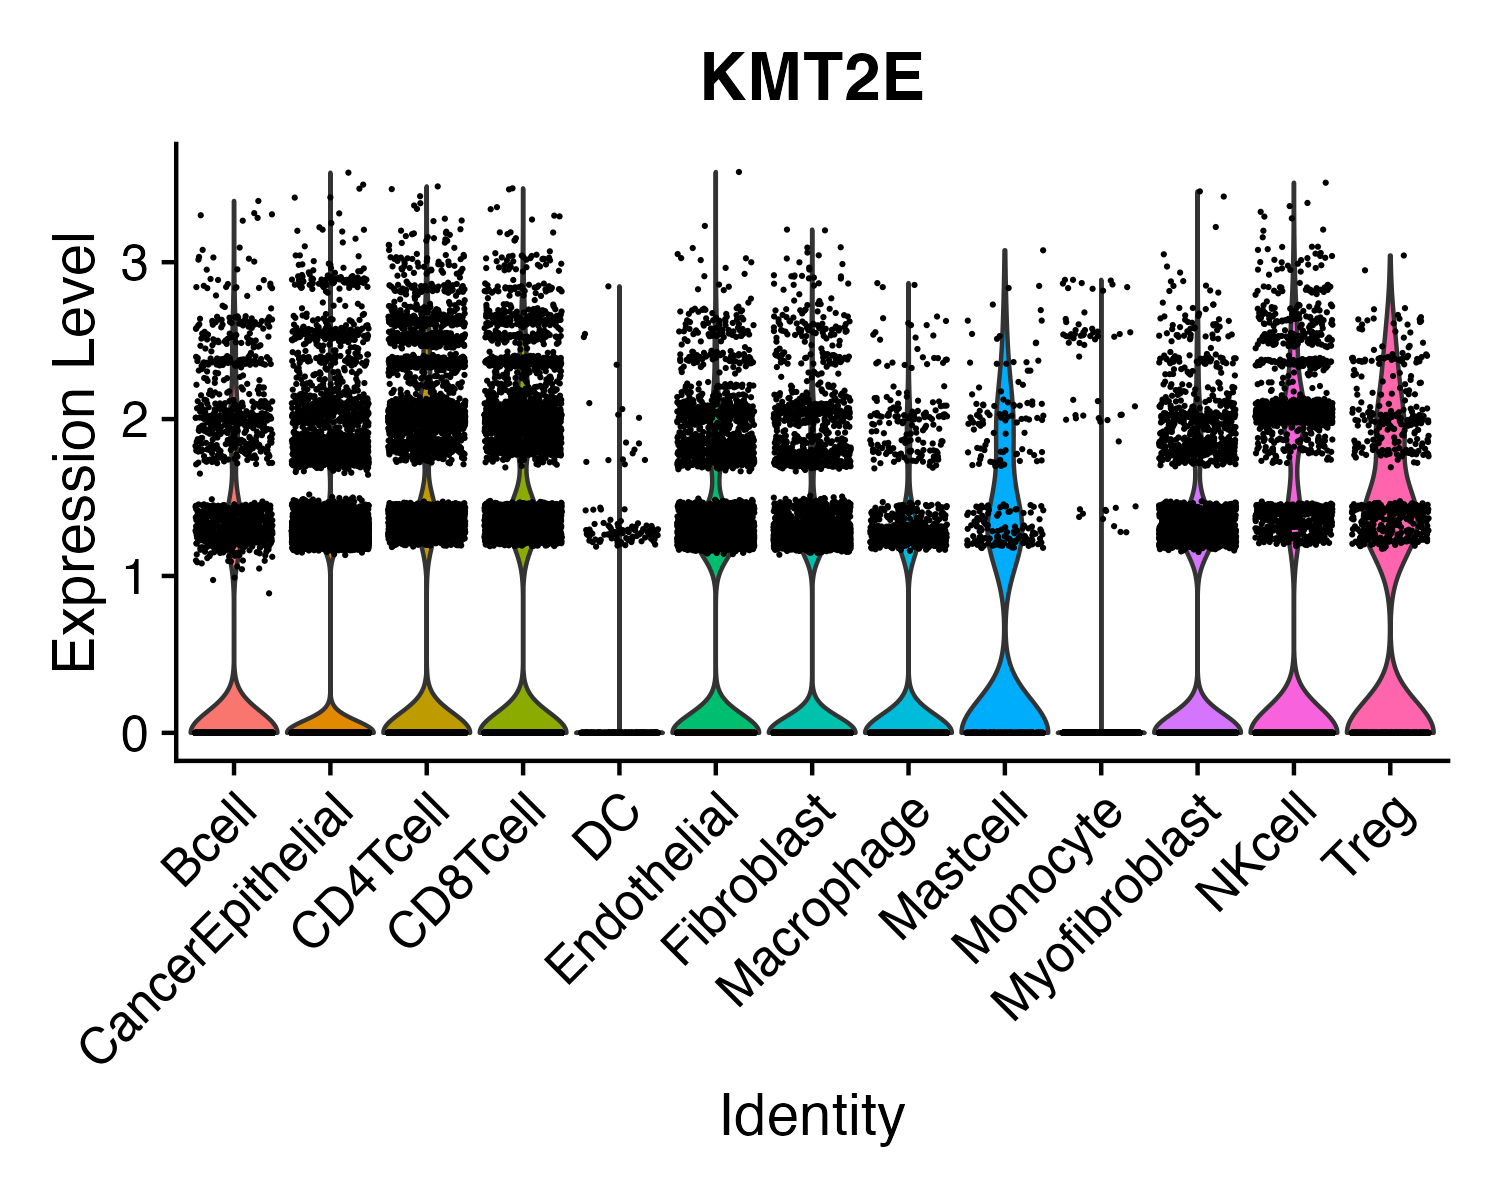 KMT2E
Expression Level
3
2
1
0
Bcell
CancerEpithelial
CD4Tcell
CD8Tcell
DC
Endothelial
Fibroblast
Macrophage
Mastcell
Monocyte
Myofibroblast
NKcell
Treg
Identity